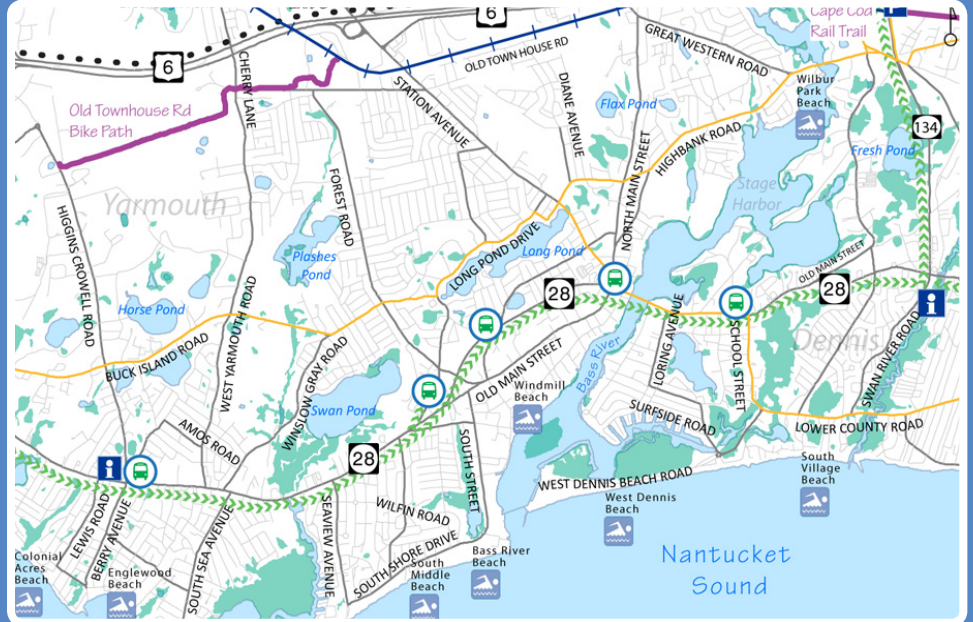 6
Cape Cod
Rail Trail
6
CHERRY LANE
OLD TOWN HOUSE RD
GREAT WESTERN ROAD
STATION AVENUE
DIANE AVENUE
Wilbur
Park
Beach
Old Townhouse Rd
Bike Path
Flax Pond
134
HIGHBANK ROAD
Fresh Pond
Yarmouth
FOREST ROAD
NORTH MAIN STREET
Stage
Harbor
HIGGINS CROWELL ROAD
Plashes
Pond
LONG POND DRIVE
Long Pond
OLD MAIN STREET
Horse Pond
WEST YARMOUTH ROAD
28
28
BUCK ISLAND ROAD
WINSLOW GRAY ROAD
OLD MAIN STREET
Bass River
LORING AVENUE
SCHOOL STREET
Dennis
SWAN RIVER ROAD
Swan Pond
Windmill
Beach
SURFSIDE ROAD
LOWER COUNTY ROAD
AMOS ROAD
28
SOUTH STREET
South
Village
Beach
i
i
WEST DENNIS BEACH ROAD
West Dennis
Beach
LEWIS ROAD
BERRY AVENUE
SOUTH SEA AVENUE
SEAVIEW AVENUE
WILFIN ROAD
SOUTH SHORE DRIVE
Bass River
Beach
South
Middle
Beach
Nantucket
Sound
Colonial
Acres
Beach
Englewood
Beach